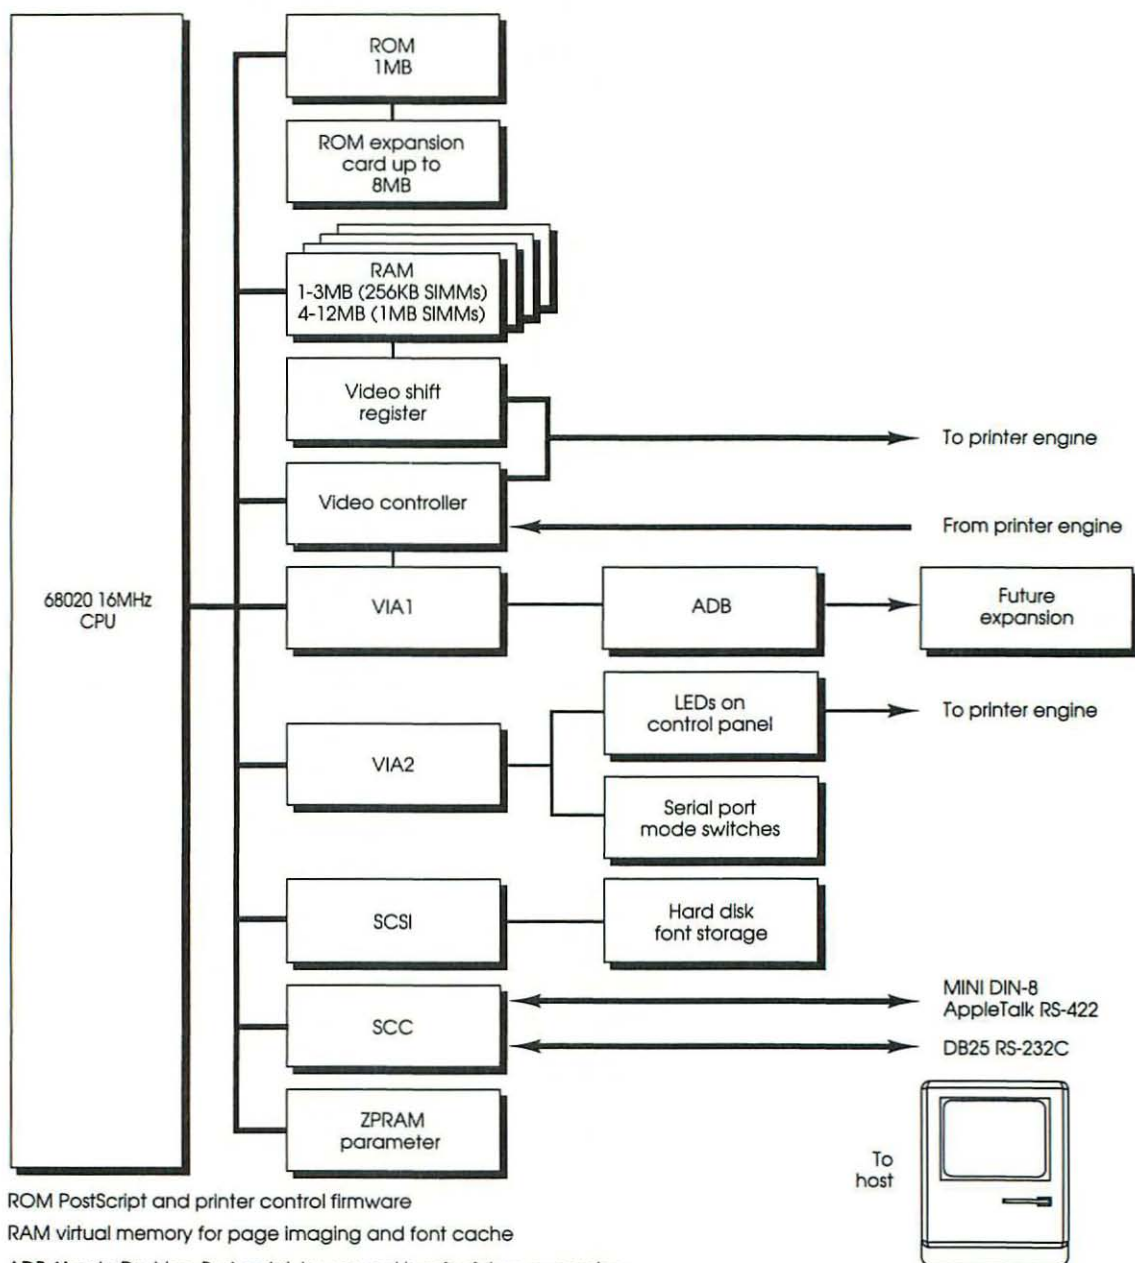 ROM
1MB
ROM expansion
card up to
8MB
RAM
1-3MB (256KB SIMMs)
4-12MB (1MB SIMMs)
Video shift
register
To printer engine
Video controller
From printer engine
68020 16MHz
CPU
VIA1
ADB
Future
expansion
LEDs on
control panel
To printer engine
VIA2
Serial port
mode switches
SCSI
Hard disk
font storage
SCC
MINI DIN-8
AppleTalk RS-422
DB25 RS-232C
ZPRAM
parameter
To
host
ROM PostScript and printer control firmware
RAM virtual memory for page imaging and font cache